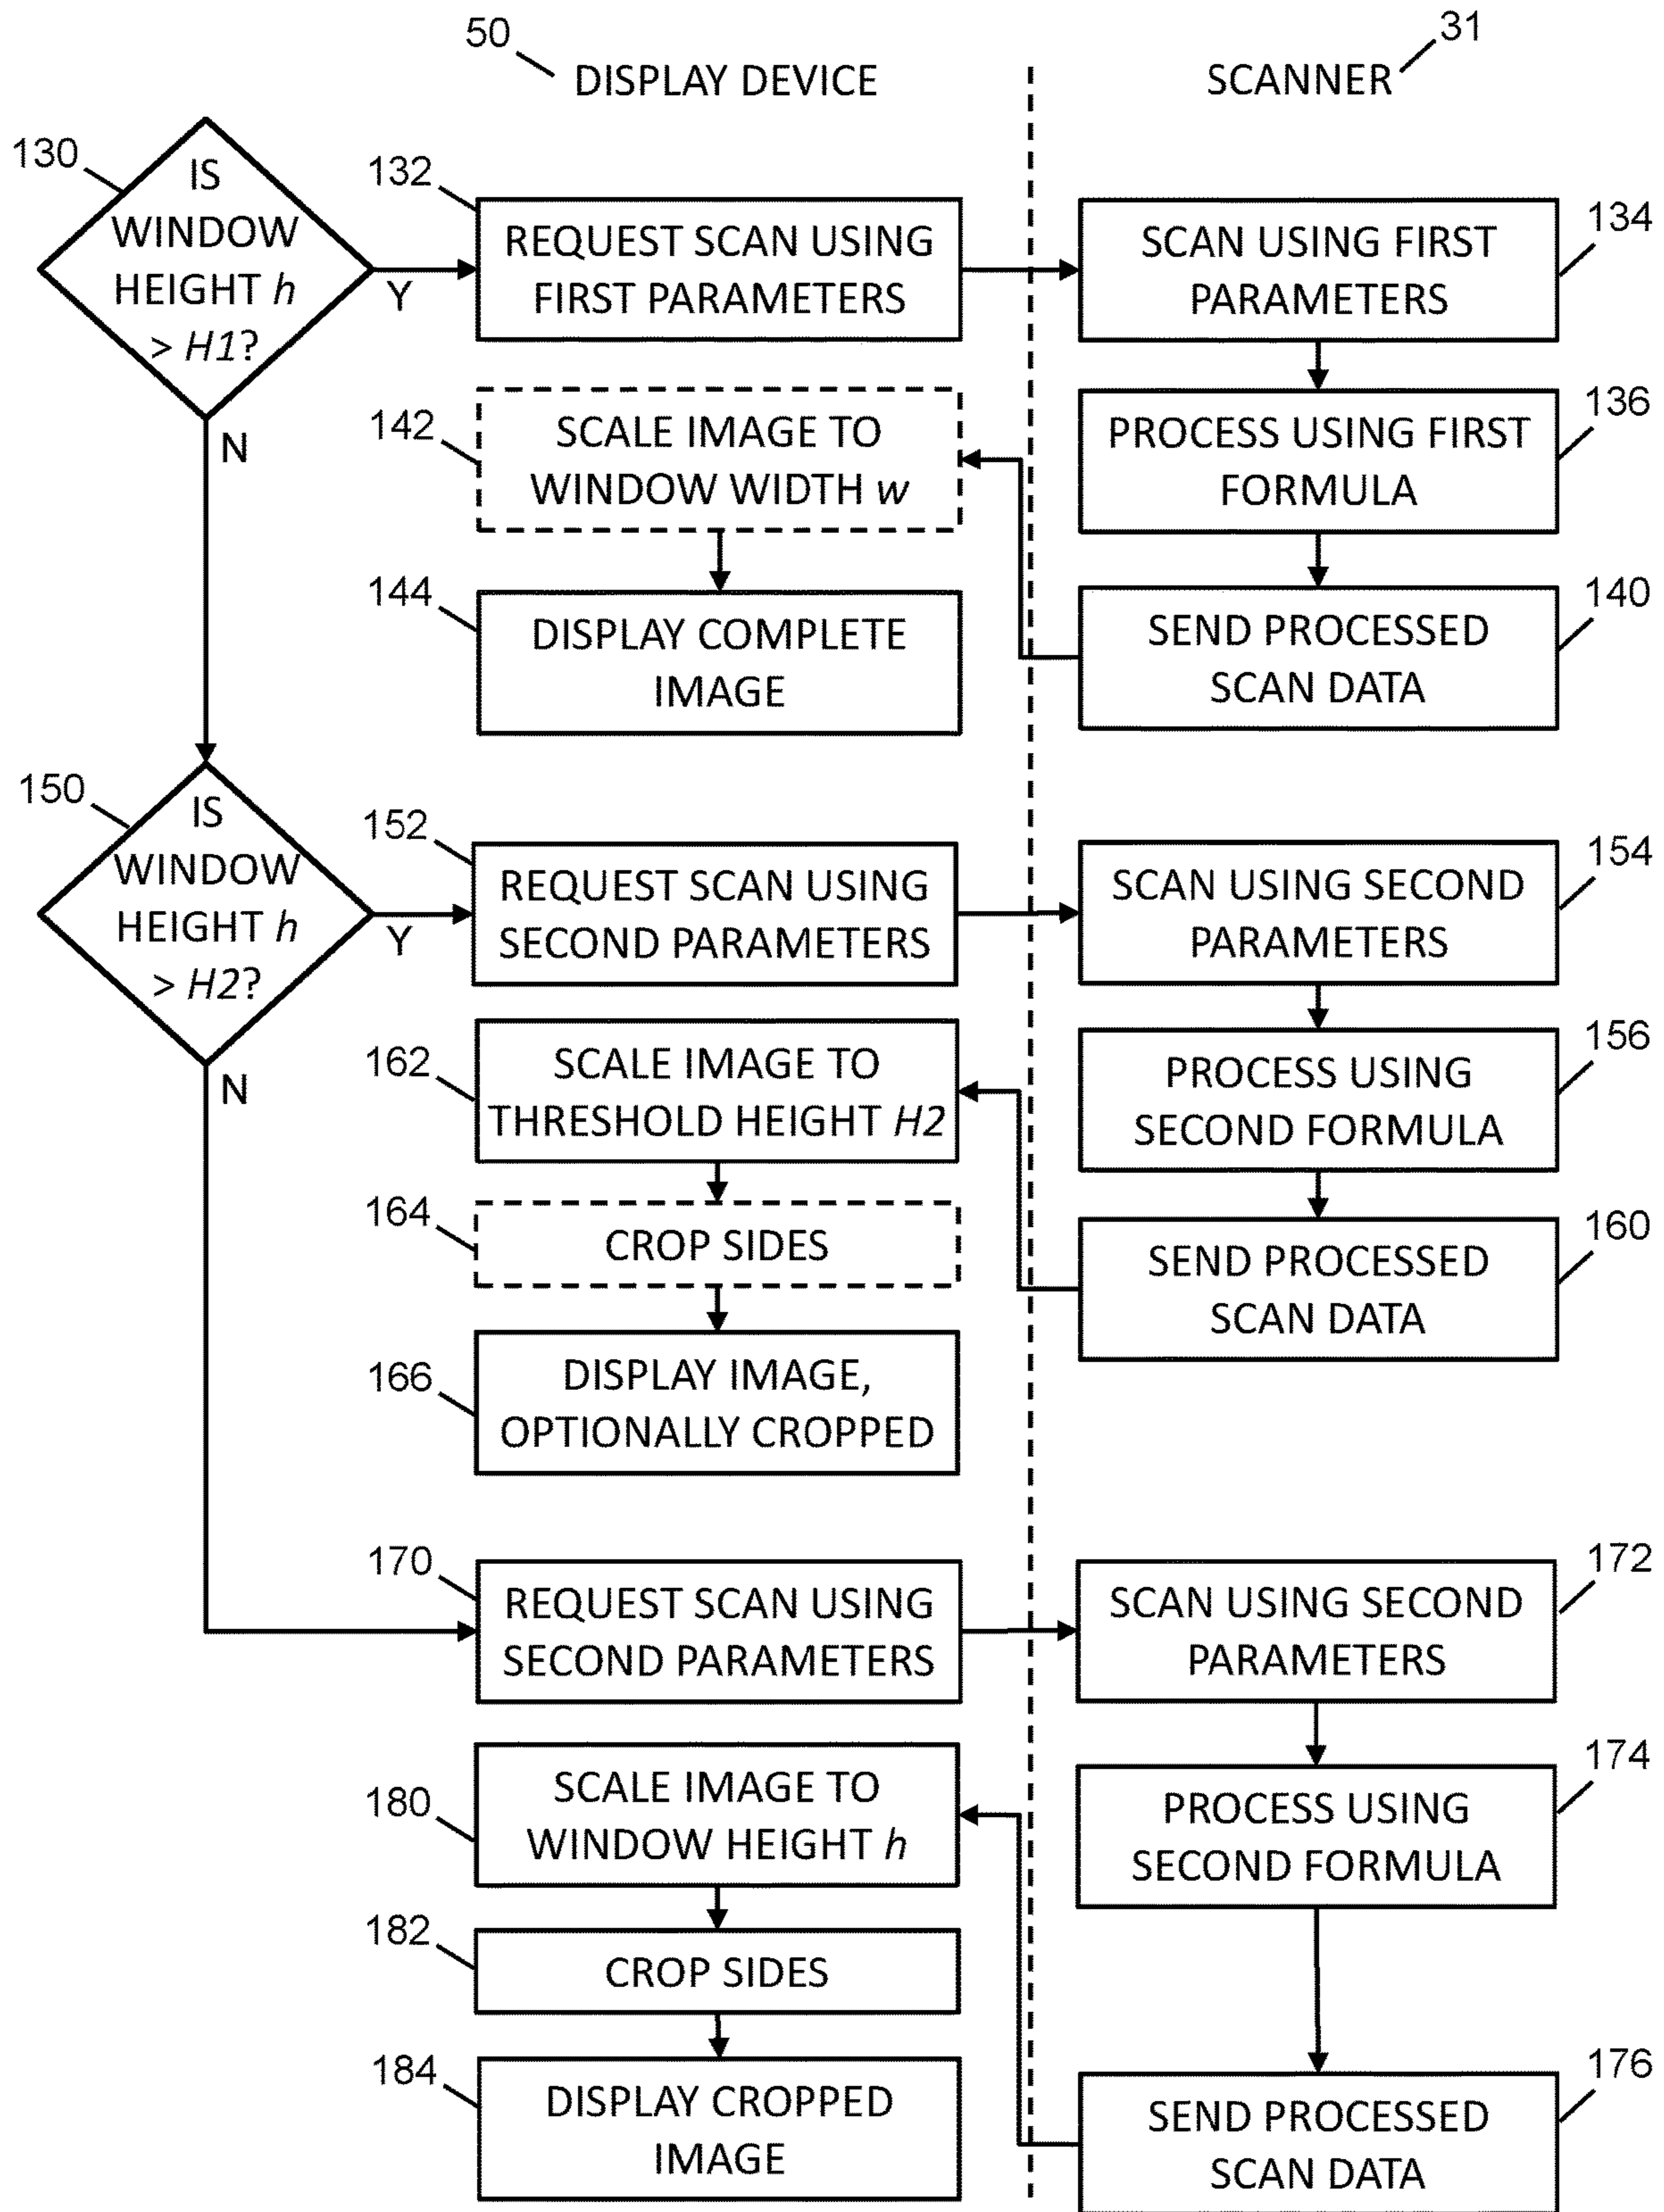 50
DISPLAY DEVICE
31
SCANNER
130
IS
WINDOW
HEIGHT h
> H1?
Y
N
132
REQUEST SCAN USING
FIRST PARAMETERS
134
SCAN USING FIRST
PARAMETERS
136
PROCESS USING FIRST
FORMULA
140
SEND PROCESSED
SCAN DATA
142
SCALE IMAGE TO
WINDOW WIDTH w
144
DISPLAY COMPLETE
IMAGE
150
IS
WINDOW
HEIGHT h
> H2?
Y
N
152
REQUEST SCAN USING
SECOND PARAMETERS
154
SCAN USING SECOND
PARAMETERS
156
PROCESS USING
SECOND FORMULA
160
SEND PROCESSED
SCAN DATA
162
SCALE IMAGE TO
THRESHOLD HEIGHT H2
164
CROP SIDES
166
DISPLAY IMAGE,
OPTIONALLY CROPPED
170
REQUEST SCAN USING
SECOND PARAMETERS
172
SCAN USING SECOND
PARAMETERS
174
PROCESS USING
SECOND FORMULA
176
SEND PROCESSED
SCAN DATA
180
SCALE IMAGE TO
WINDOW HEIGHT h
182
CROP SIDES
184
DISPLAY CROPPED
IMAGE